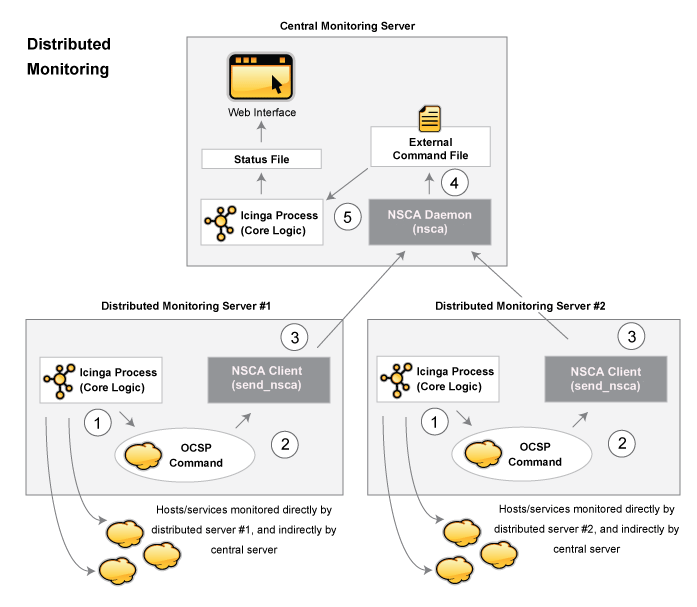 Distributed
Monitoring
Central Monitoring Server
Web Interface
Status File
External
Command File
4
Icinga Process
(Core Logic)
5
NSCA Daemon
(nsca)
Distributed Monitoring Server #1
3
Icinga Process
(Core Logic)
NSCA Client
(send_nsca)
1
OCSP
Command
2
Hosts/services monitored directly by
distributed server #1, and indirectly by
central server
Distributed Monitoring Server #2
3
Icinga Process
(Core Logic)
NSCA Client
(send_nsca)
1
OCSP
Command
2
Hosts/services monitored directly by
distributed server #2, and indirectly by
central server